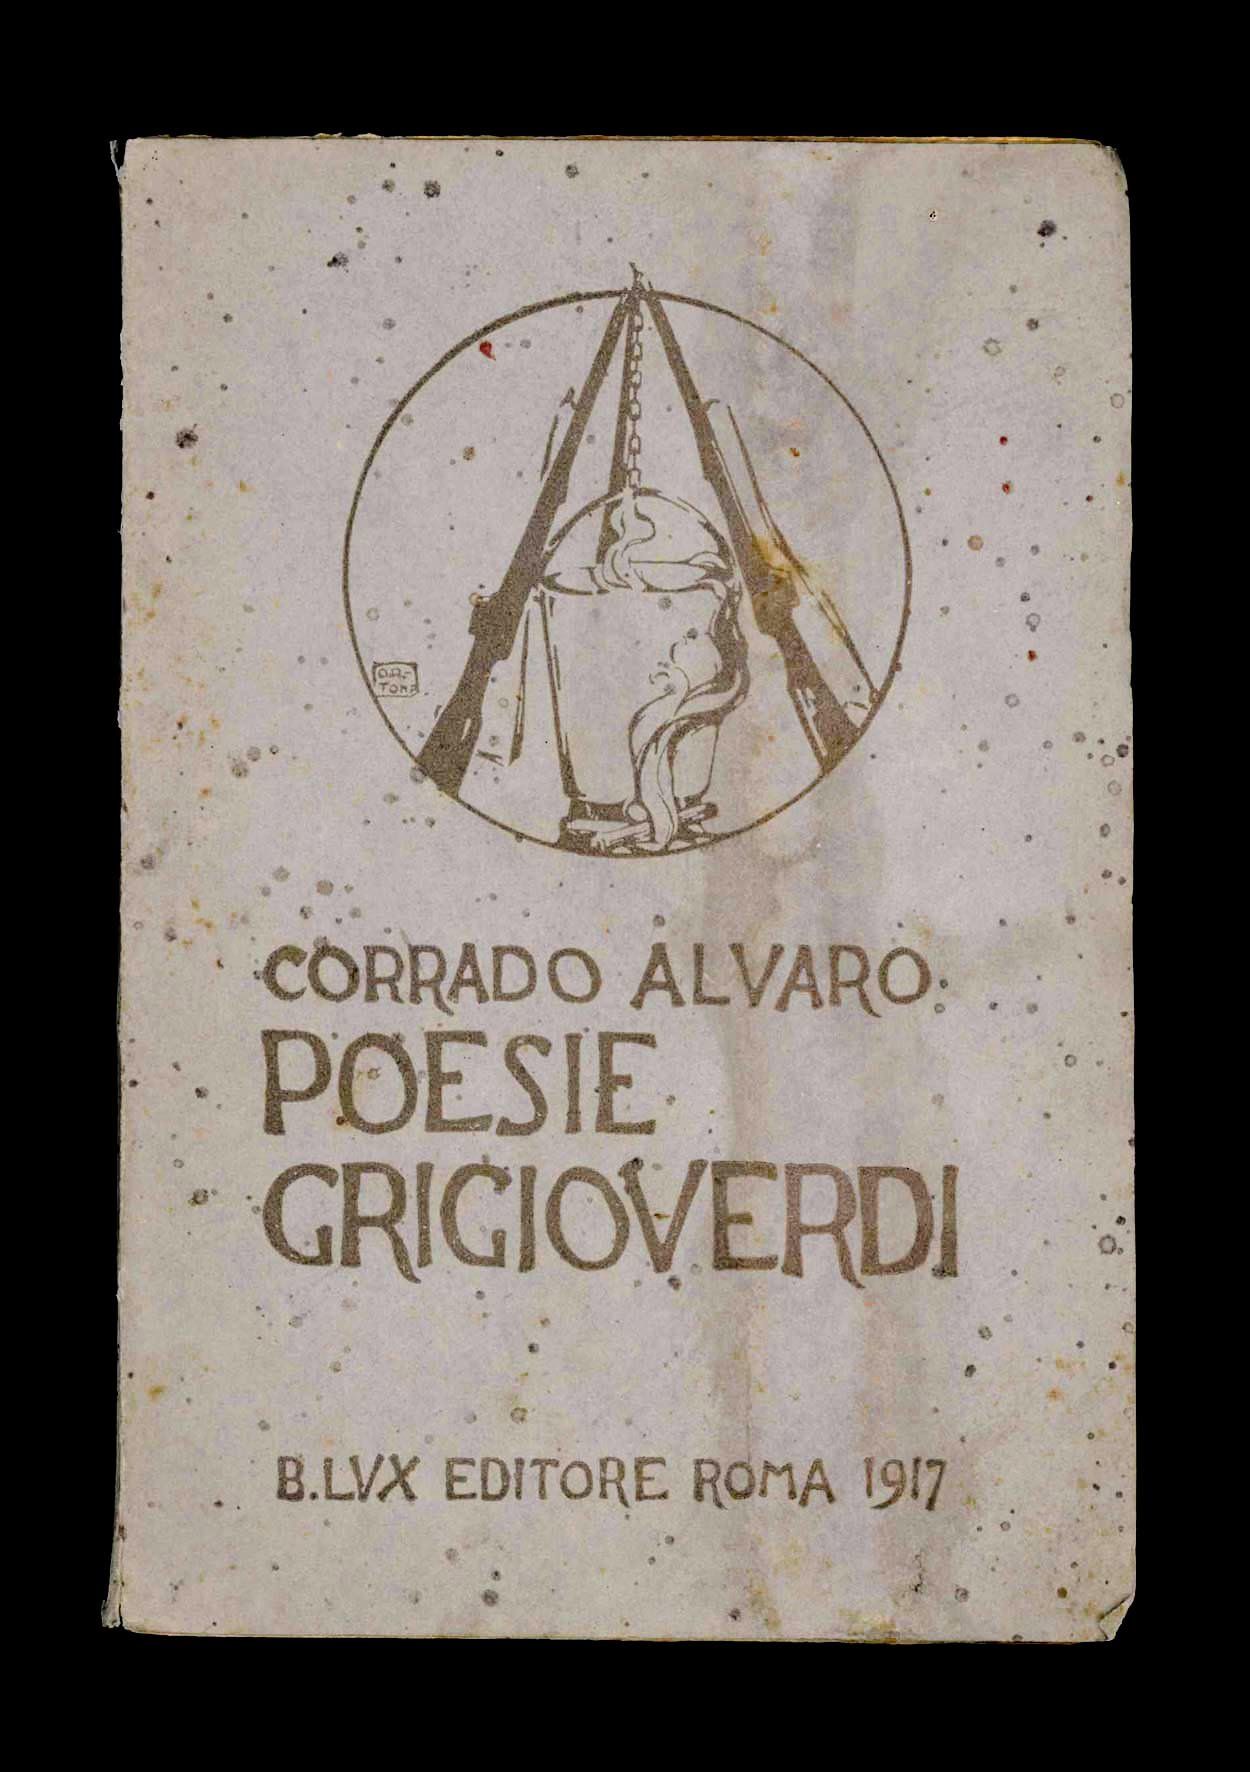 CORRADO ALVARO
POESIE
GRIGIOVERDI
B.LVX EDITORE ROMA 1917